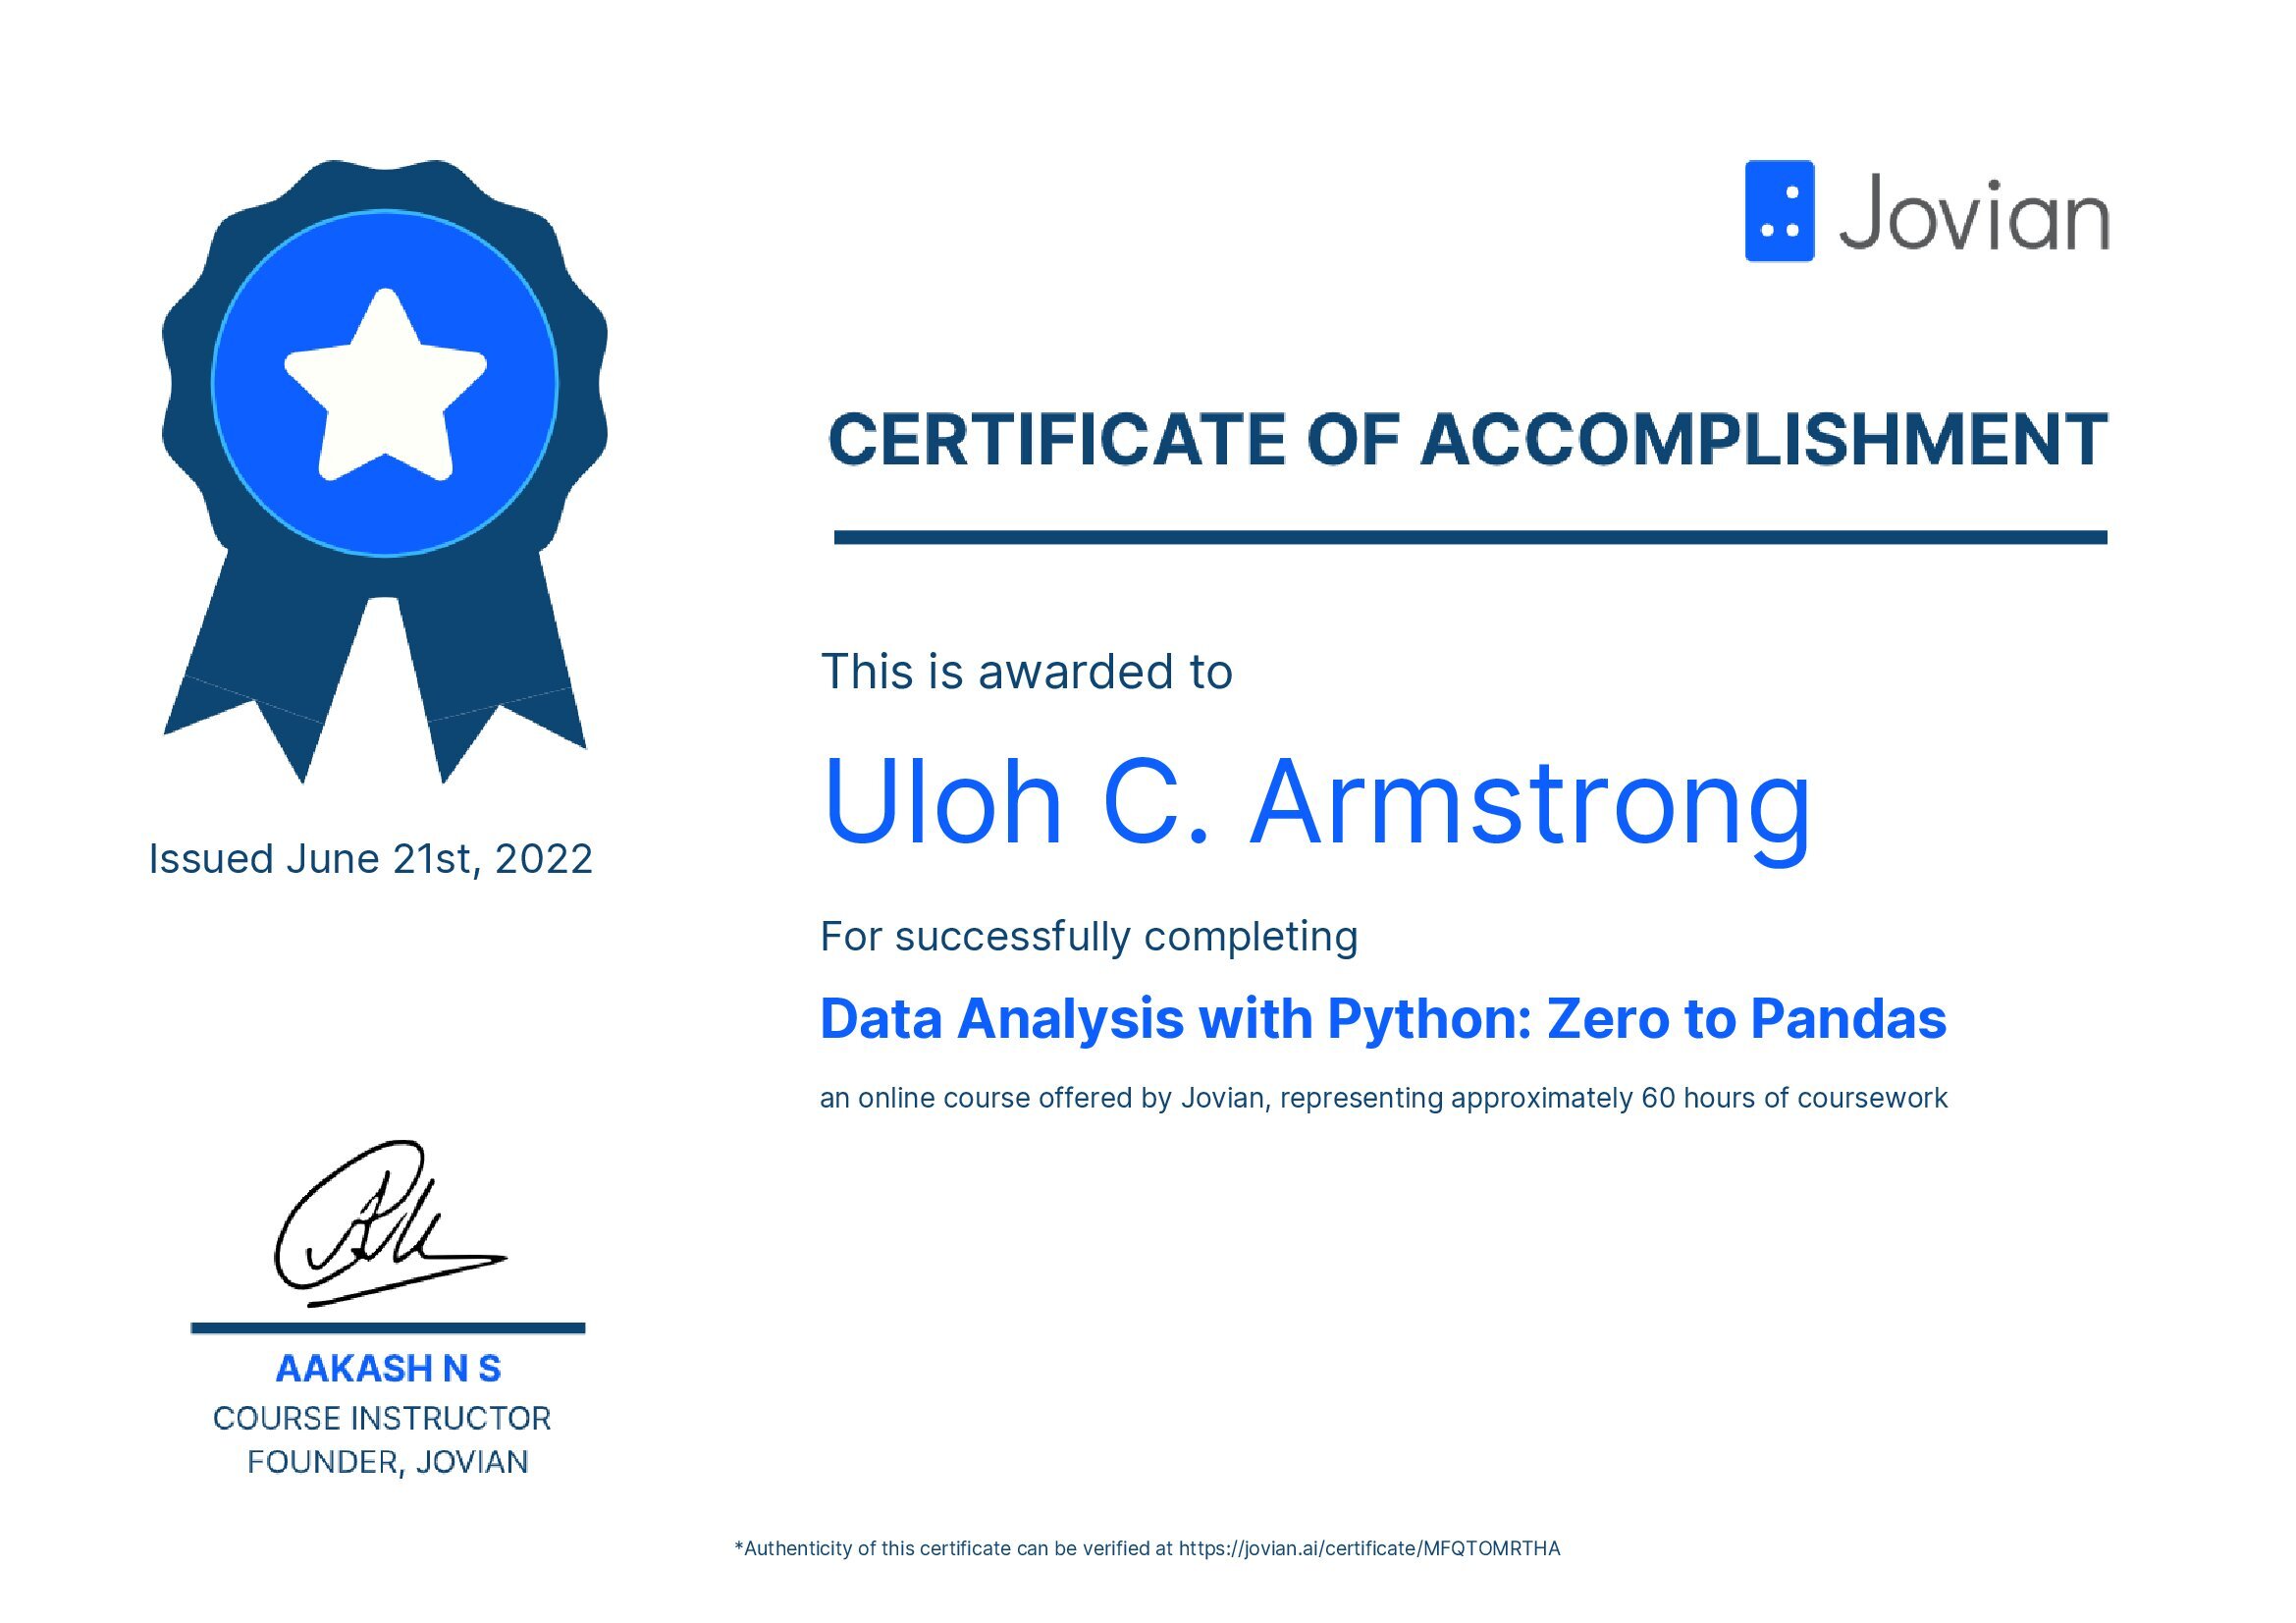 Jovian
CERTIFICATE OF ACCOMPLISHMENT
This is awarded to
Uloh C. Armstrong
Issued June 21st, 2022
For successfully completing
Data Analysis with Python: Zero to Pandas
an online course offered by Jovian, representing approximately 60 hours of coursework
AAKASH N S
COURSE INSTRUCTOR
FOUNDER, JOVIAN
*Authenticity of this certificate can be verified at https://jovian.ai/certificate/MFQTOMRTHA